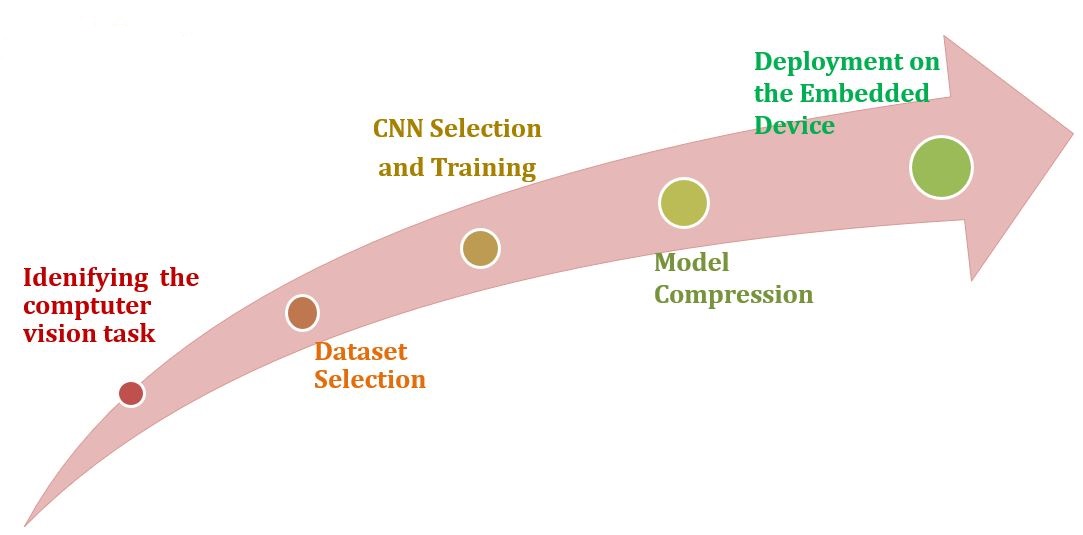 Idenifying the
comptuter
vision task
Dataset
Selection
CNN Selection
and Training
Model
Compression
Deployment on
the Embedded
Device